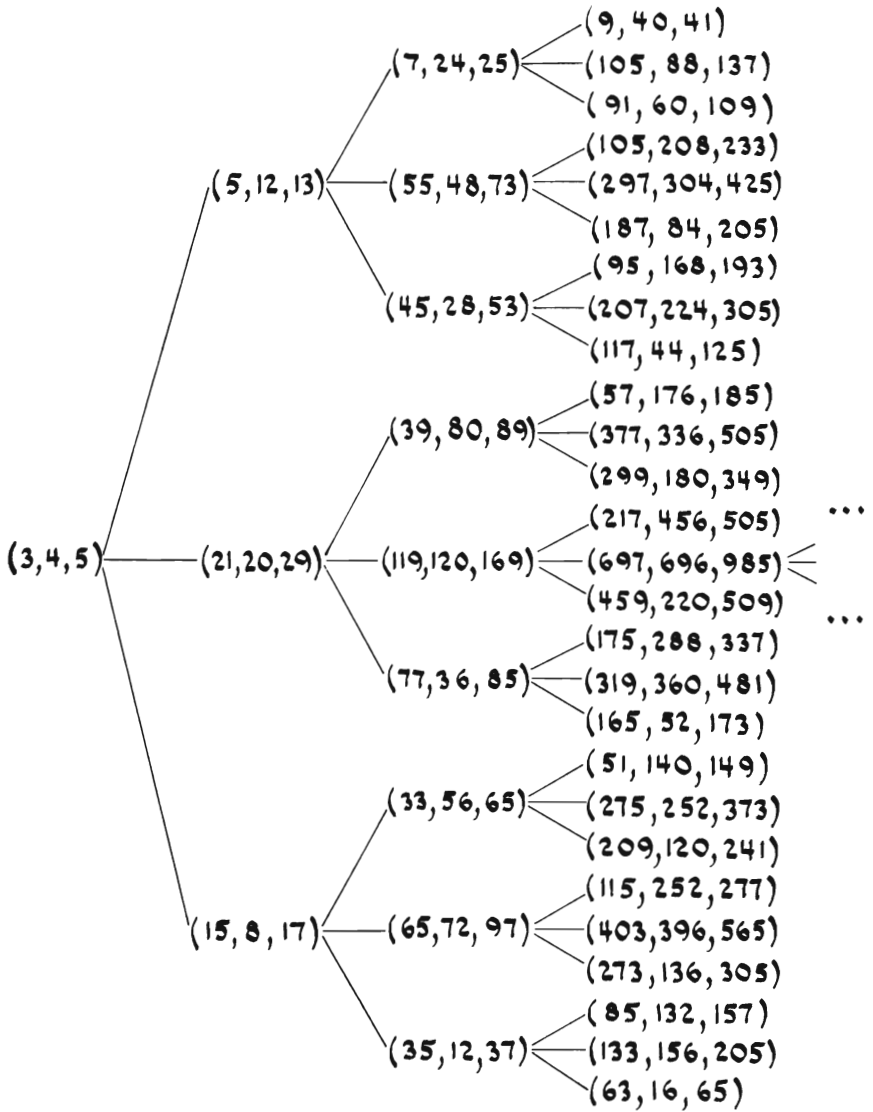 (9, 40, 41)
(7, 24, 25)
(105, 88, 137)
(91, 60, 109)
(105, 208, 233)
(5, 12, 13)
(55, 48, 73)
(297, 304, 425)
(187, 84, 205)
(95, 168, 193)
(45, 28, 53)
(207, 224, 305)
(117, 44, 125)
(57, 176, 185)
(39, 80, 89)
(377, 336, 505)
(299, 180, 349)
...
(217, 456, 505)
(3, 4, 5)
(21, 20, 29)
(119, 120, 169)
(697, 696, 985)
(459, 220, 509)
...
(175, 288, 337)
(77, 36, 85)
(319, 360, 481)
(165, 52, 173)
(51, 140, 149)
(33, 56, 65)
(275, 252, 373)
(209, 120, 241)
(115, 252, 277)
(15, 8, 17)
(65, 72, 97)
(403, 396, 565)
(273, 136, 305)
(85, 132, 157)
(35, 12, 37)
(133, 156, 205)
(63, 16, 65)